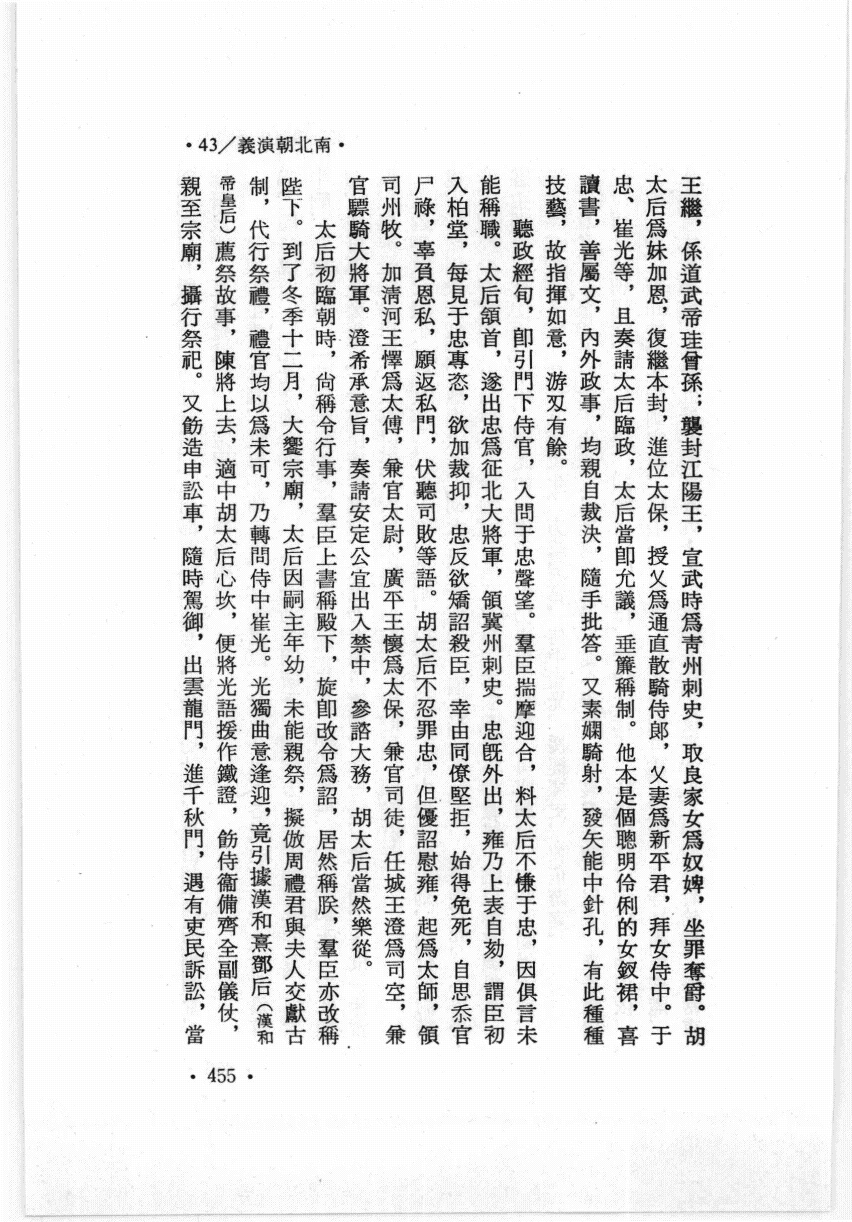 •43／義演朝北南•
王繼，係道武帝珪曾孫；襲封江陽王，宣武時爲青州刺史，取良家女爲奴婢，坐罪奪爵。胡
太后爲妹加恩，復繼本封，進位太保，授乂爲通直散騎侍郎，乂妻爲新平君，拜女侍中。于
忠、崔光等，且奏請太后臨政，太后當卽允議，垂簾稱制。他本是個聰明伶俐的女釵裙，喜
讀書，善屬文，內外政事，均親自裁決，隨手批答。又素嫻騎射，發矢能中針孔，有此種種
技藝，故指揮如意，游刄有餘。
聽政經旬，卽引門下侍官，入問于忠聲望。羣臣揣摩迎合，料太后不慊于忠，因俱言未
能稱職。太后頷首，遂出忠爲征北大將軍，領冀州刺史。忠旣外出，雍乃上表自劾，謂臣初
入柏堂，每見于忠專恣，欲加裁抑，忠反欲矯詔殺臣，幸由同僚堅拒，始得免死，自思忝官
尸祿，辜負恩私，願返私門，伏聽司敗等語。胡太后不忍罪忠，但優詔慰雍，起爲太師，領
司州牧。加淸河王懌爲太傅，兼官太尉，廣平王懷爲太保，兼官司徒，任城王澄爲司空，兼
官驃騎大將軍。澄希承意旨，奏請安定公宜出入禁中，參諮大務，胡太后當然樂從。
太后初臨朝時，尙稱令行事，羣臣上書稱殿下，旋卽改令爲詔，居然稱朕，羣臣亦改稱
陛下。到了冬季十二月，大饗宗廟，太后因嗣主年幼，未能親祭，擬倣周禮君與夫人交獻古
制，代行祭禮，禮官均以爲未可，乃轉問侍中崔光。光獨曲意逢迎，竟引據漢和熹鄧后（漢和
帝皇后）薦祭故事，陳將上去，適中胡太后心坎，便將光語援作鐵證，飭侍衞備齊全副儀仗，
親至宗廟，攝行祭祀。又飭造申訟車，隨時駕御，出雲龍門，進千秋門，遇有吏民訴訟，當
•455•